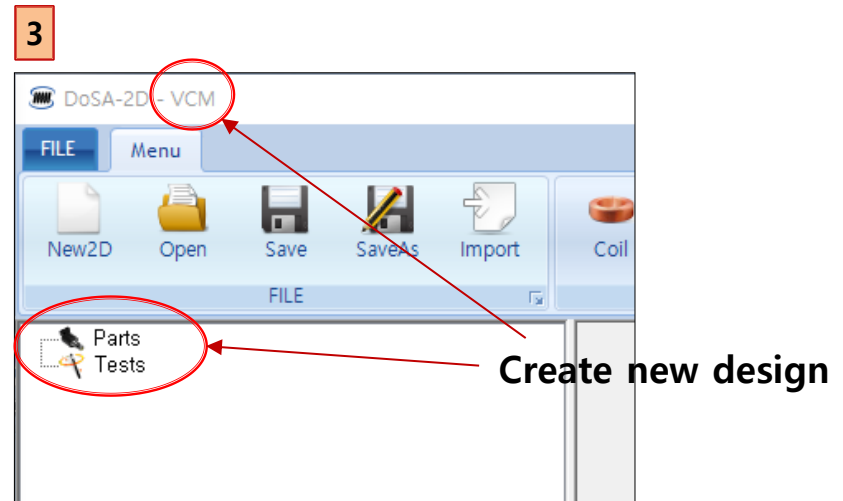 3
DoSA-2D - VCM
FILE Menu
New2D Open Save SaveAs Import Coil
FILE
Parts
Tests
Create new design